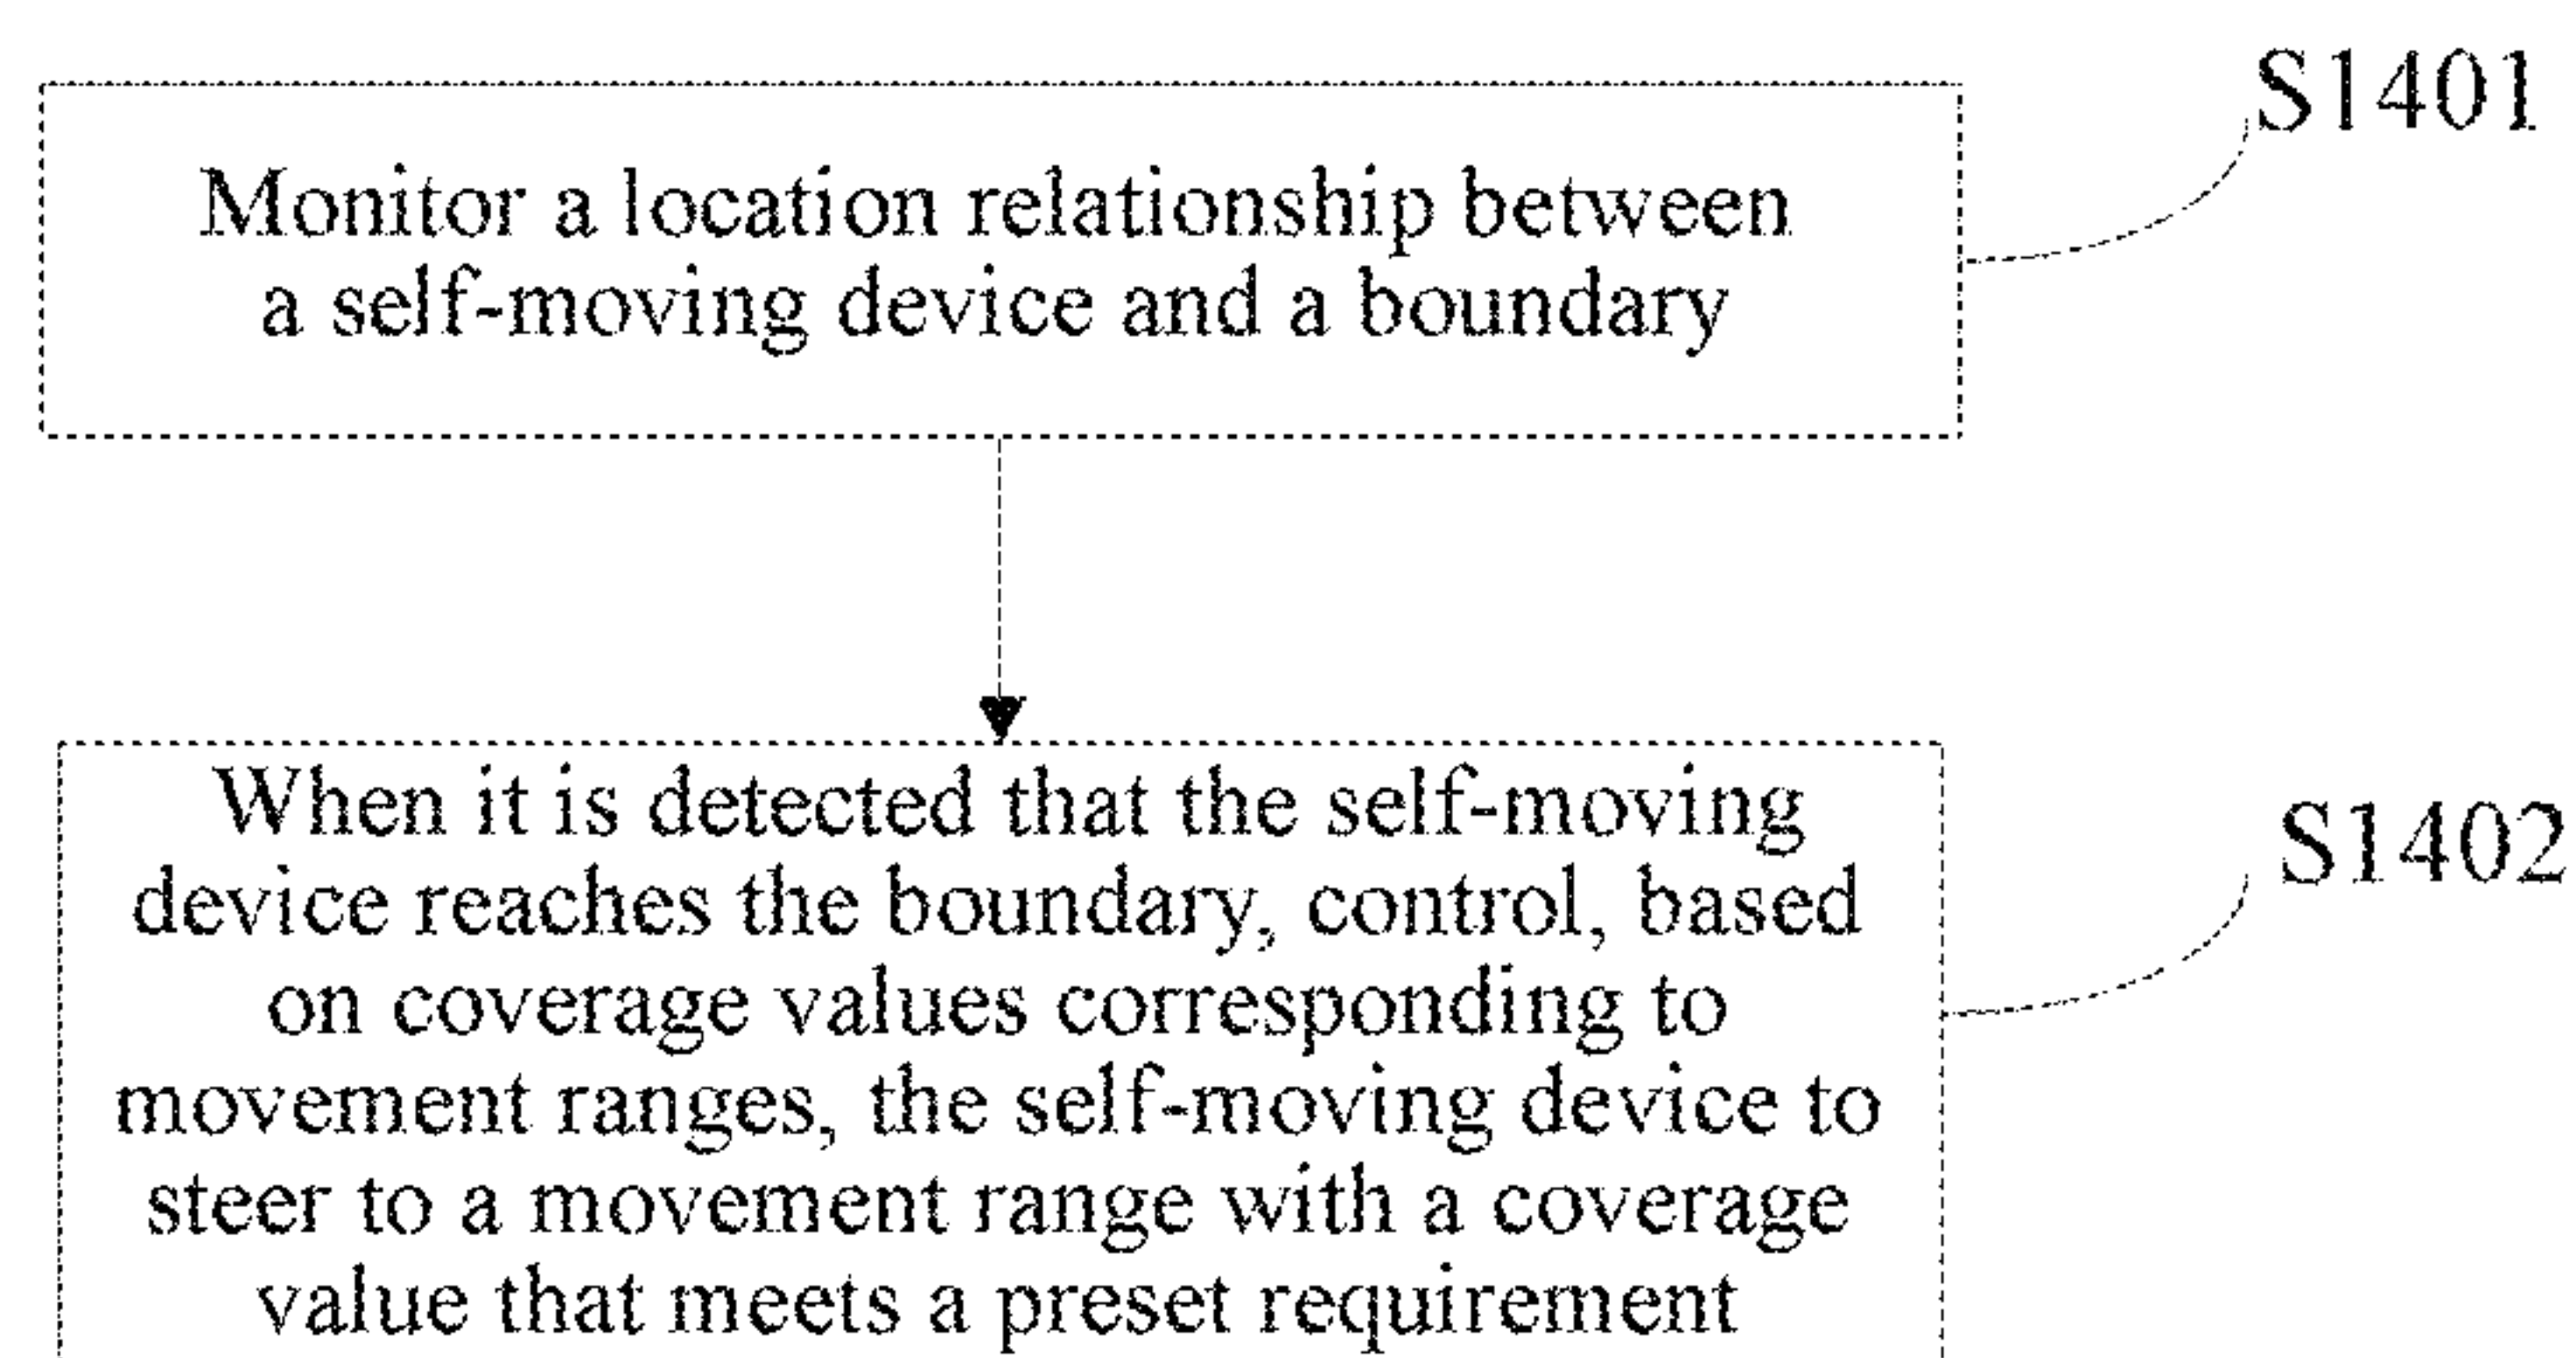 S1401
Monitor a location relationship between
a self-moving device and a boundary
When it is detected that the self-moving
device reaches the boundary, control, based
on coverage values corresponding to
movement ranges, the self-moving device to
steer to a movement range with a coverage
value that meets a preset requirement
S1402